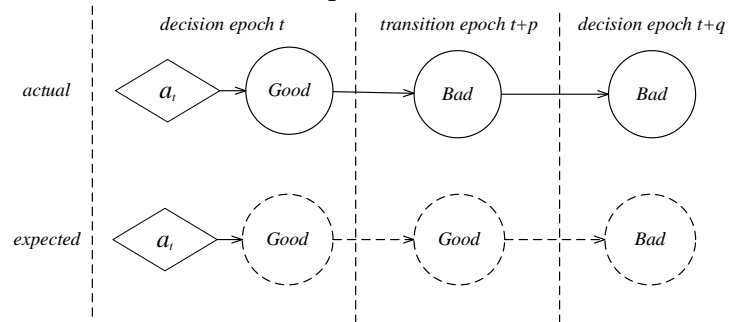 decision epoch t transition epoch t+p decision epoch t+q
actual a_t Good Bad Bad
expected a_t Good Good Bad